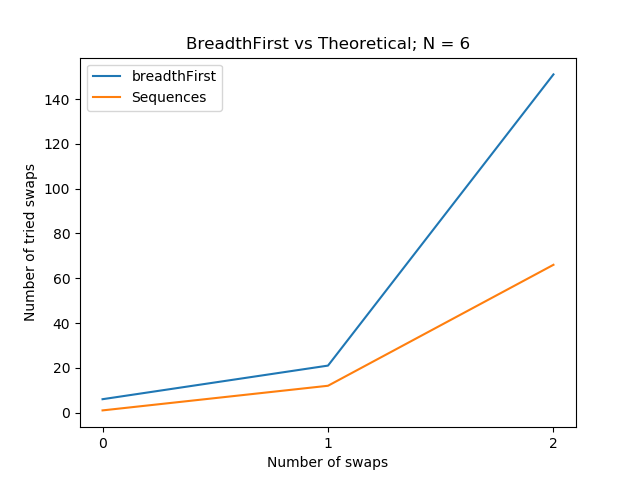 BreadthFirst vs Theoretical; N = 6
breadthFirst
Sequences
140
120
100
80
60
40
20
0
Number of tried swaps
0 1 2
Number of swaps